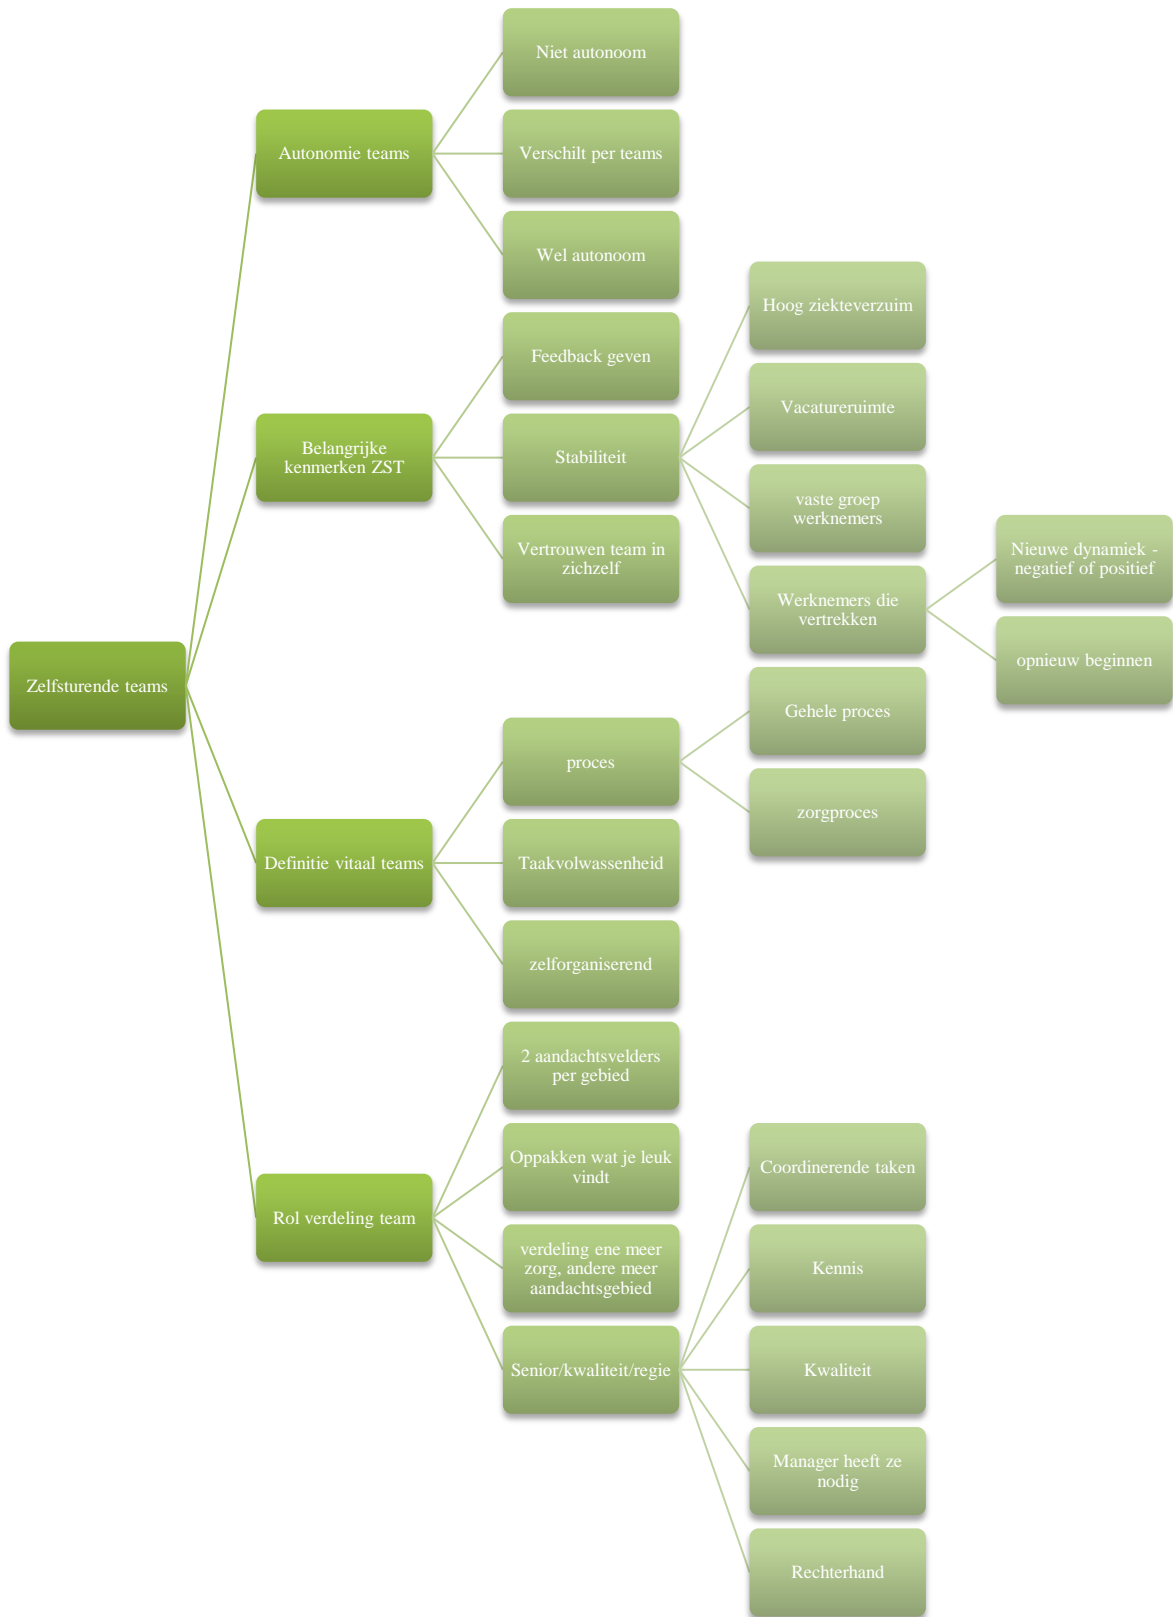 Zelfsturende teams
Autonomie teams
Niet autonoom
Verschilt per teams
Wel autonoom
Belangrijke
kenmerken ZST
Feedback geven
Stabiliteit
Hoog ziekteverzuim
Vacatureruimte
vaste groep
werknemers
Werknemers die
vertrekken
Nieuwe dynamiek -
negatief of positief
opnieuw beginnen
Vertrouwen team in
zichzelf
Definitie vitaal teams
proces
Gehele proces
zorgproces
Taakvolwassenheid
zelforganiserend
Rol verdeling team
2 aandachtsvelders
per gebied
Oppakken wat je leuk
vindt
verdeling ene meer
zorg, andere meer
aandachtsgebied
Senior/kwaliteit/regie
Coordinerende taken
Kennis
Kwaliteit
Manager heeft ze
nodig
Rechterhand